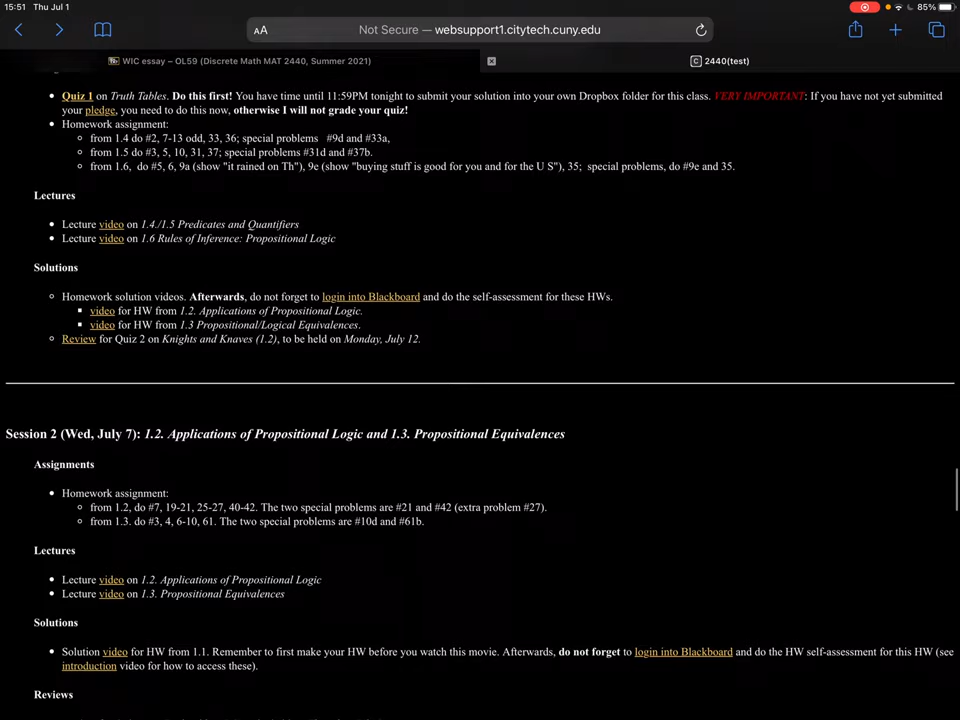 15:51 Thu Jul 1
85%
AA
Not Secure — websupport1.citytech.cuny.edu
WIC essay – OL59 (Discrete Math MAT 2440, Summer 2021)
C 2440(test)
Quiz 1 on Truth Tables. Do this first! You have time until 11:59PM tonight to submit your solution into your own Dropbox folder for this class. VERY IMPORTANT: If you have not yet submitted
your pledge, you need to do this now, otherwise I will not grade your quiz!
Homework assignment:
from 1.4 do #2, 7-13 odd, 33, 36; special problems #9d and #33a,
from 1.5 do #3, 5, 10, 31, 37; special problems #31d and #37b.
from 1.6, do #5, 6, 9a (show "it rained on Th"), 9e (show "buying stuff is good for you and for the U S"), 35; special problems, do #9e and 35.
Lectures
Lecture video on 1.4./1.5 Predicates and Quantifiers
Lecture video on 1.6 Rules of Inference: Propositional Logic
Solutions
Homework solution videos. Afterwards, do not forget to login into Blackboard and do the self-assessment for these HWs.
video for HW from 1.2. Applications of Propositional Logic.
video for HW from 1.3 Propositional/Logical Equivalences.
Review for Quiz 2 on Knights and Knaves (1.2), to be held on Monday, July 12.
Session 2 (Wed, July 7): 1.2. Applications of Propositional Logic and 1.3. Propositional Equivalences
Assignments
Homework assignment:
from 1.2, do #7, 19-21, 25-27, 40-42. The two special problems are #21 and #42 (extra problem #27).
from 1.3. do #3, 4, 6-10, 61. The two special problems are #10d and #61b.
Lectures
Lecture video on 1.2. Applications of Propositional Logic
Lecture video on 1.3. Propositional Equivalences
Solutions
Solution video for HW from 1.1. Remember to first make your HW before you watch this movie. Afterwards, do not forget to login into Blackboard and do the HW self-assessment for this HW (see
introduction video for how to access these).
Reviews